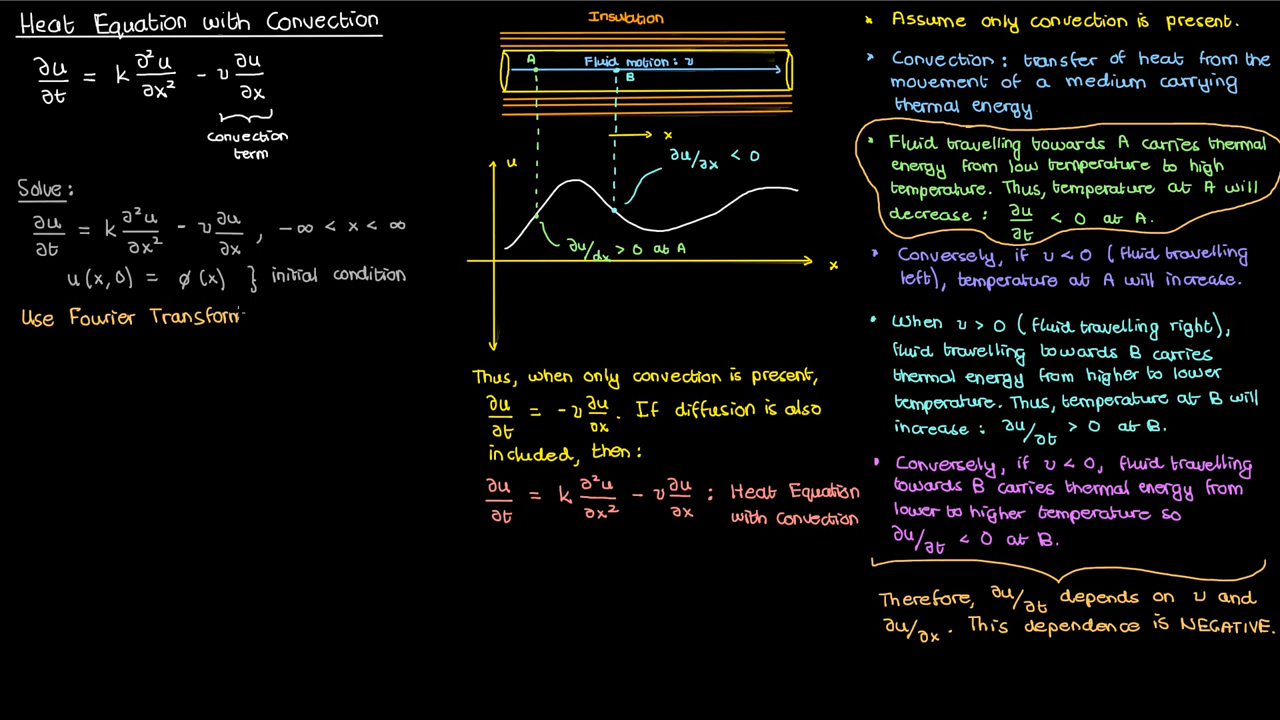 Heat Equation with Convection
∂u/∂t = k ∂²u/∂x² - v ∂u/∂x
convection
term
Solve:
∂u/∂t = k ∂²u/∂x² - v ∂u/∂x , -∞ < x < ∞
u(x,0) = φ(x) } initial condition
Use Fourier Transform
Insulation
A
Fluid motion: v
B
x
u
∂u/∂x < 0
∂u/dx > 0 at A
x
Thus, when only convection is present,
∂u/∂t = -v ∂u/∂x. If diffusion is also
included, then:
∂u/∂t = k ∂²u/∂x² - v ∂u/∂x : Heat Equation
with Convection
* Assume only convection is present.
* Convection: transfer of heat from the
movement of a medium carrying
thermal energy.
* Fluid travelling towards A carries thermal
energy from low temperature to high
temperature. Thus, temperature at A will
decrease: ∂u/∂t < 0 at A.
* Conversely, if v < 0 (fluid travelling
left), temperature at A will increase.
* When v > 0 (fluid travelling right),
fluid travelling towards B carries
thermal energy from higher to lower
temperature. Thus, temperature at B will
increase: ∂u/∂t > 0 at B.
* Conversely, if v < 0, fluid travelling
towards B carries thermal energy from
lower to higher temperature so
∂u/∂t < 0 at B.
Therefore, ∂u/∂t depends on v and
∂u/∂x. This dependence is NEGATIVE.